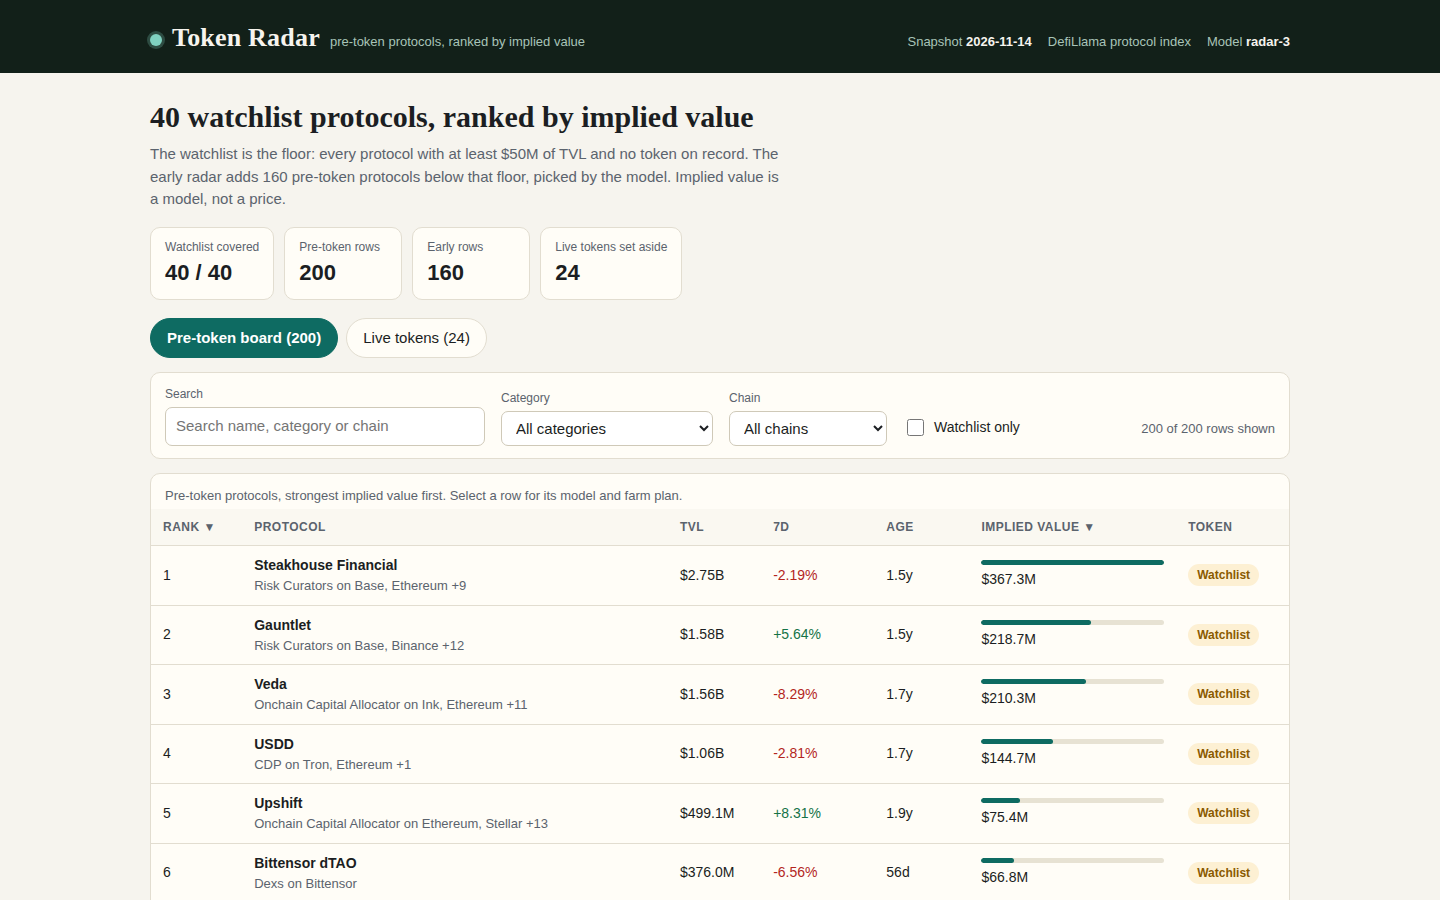 Token Radar pre-token protocols, ranked by implied value Snapshot 2026-11-14 DefiLlama protocol index Model radar-3
40 watchlist protocols, ranked by implied value
The watchlist is the floor: every protocol with at least $50M of TVL and no token on record. The
early radar adds 160 pre-token protocols below that floor, picked by the model. Implied value is
a model, not a price.
Watchlist covered Pre-token rows Early rows Live tokens set aside
40 / 40 200 160 24
Pre-token board (200) Live tokens (24)
Search Category Chain
Search name, category or chain All categories All chains Watchlist only 200 of 200 rows shown
Pre-token protocols, strongest implied value first. Select a row for its model and farm plan.
RANK ▼ PROTOCOL TVL 7D AGE IMPLIED VALUE ▼ TOKEN
1 Steakhouse Financial $2.75B -2.19% 1.5y $367.3M Watchlist
Risk Curators on Base, Ethereum +9
2 Gauntlet $1.58B +5.64% 1.5y $218.7M Watchlist
Risk Curators on Base, Binance +12
3 Veda $1.56B -8.29% 1.7y $210.3M Watchlist
Onchain Capital Allocator on Ink, Ethereum +11
4 USDD $1.06B -2.81% 1.7y $144.7M Watchlist
CDP on Tron, Ethereum +1
5 Upshift $499.1M +8.31% 1.9y $75.4M Watchlist
Onchain Capital Allocator on Ethereum, Stellar +13
6 Bittensor dTAO $376.0M -6.56% 56d $66.8M Watchlist
Dexs on Bittensor